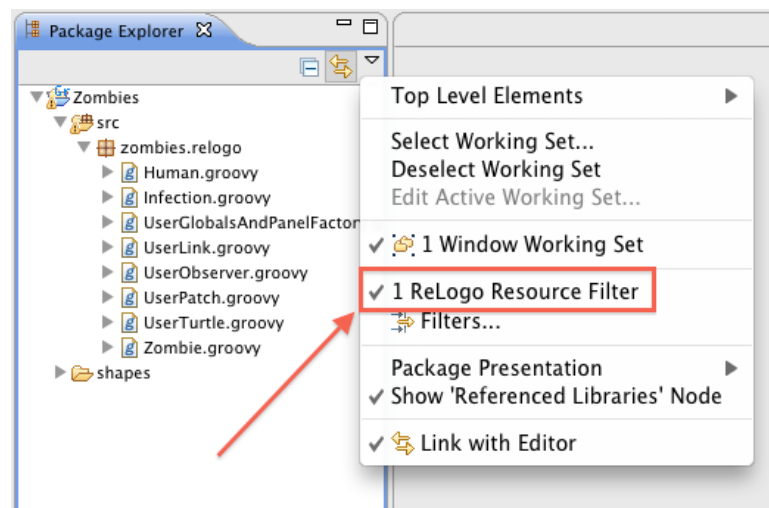 Package Explorer
Zombies
src
zombies.relogo
Human.groovy
Infection.groovy
UserGlobalsAndPanelFactor
UserLink.groovy
UserObserver.groovy
UserPatch.groovy
UserTurtle.groovy
Zombie.groovy
shapes
Top Level Elements
Select Working Set...
Deselect Working Set
Edit Active Working Set...
1 Window Working Set
1 ReLogo Resource Filter
Filters...
Package Presentation
Show 'Referenced Libraries' Node
Link with Editor